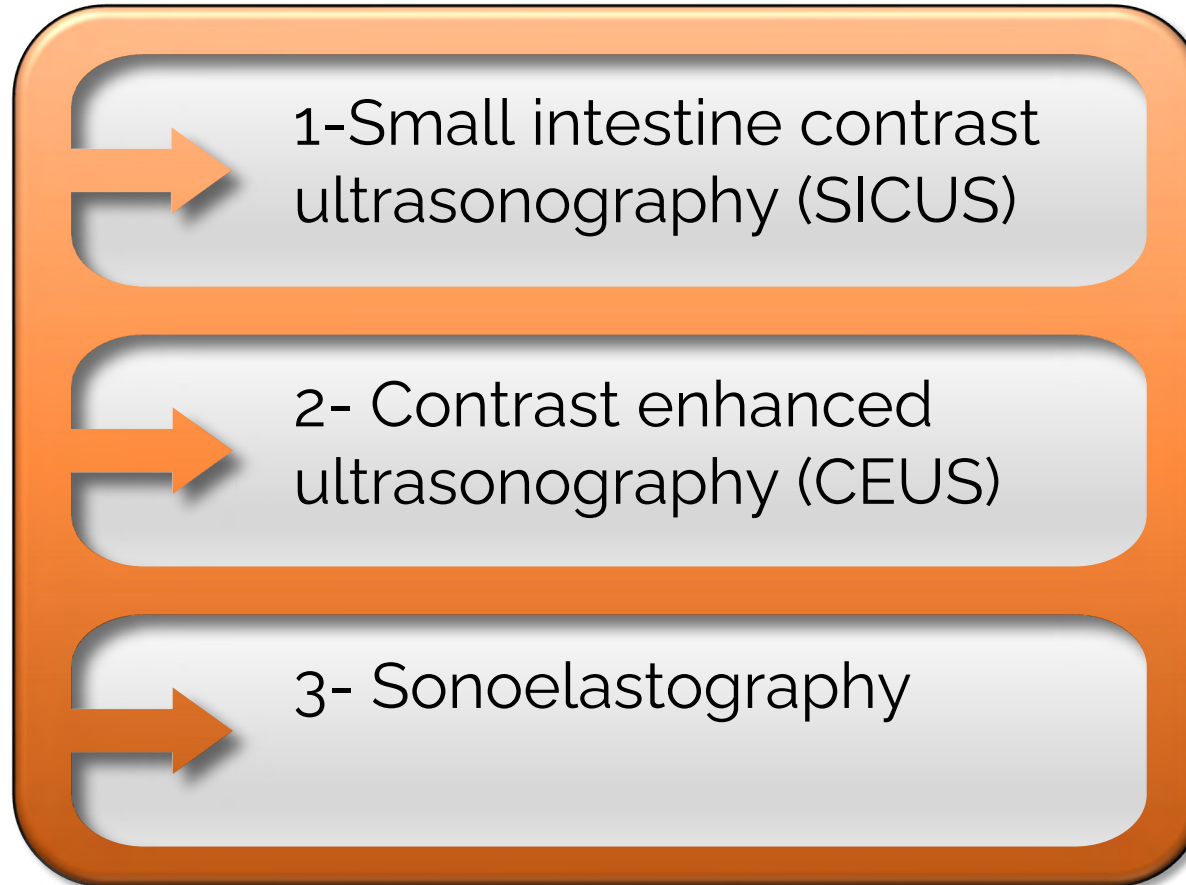 1-Small intestine contrast
ultrasonography (SICUS)
2- Contrast enhanced
ultrasonography (CEUS)
3- Sonoelastography